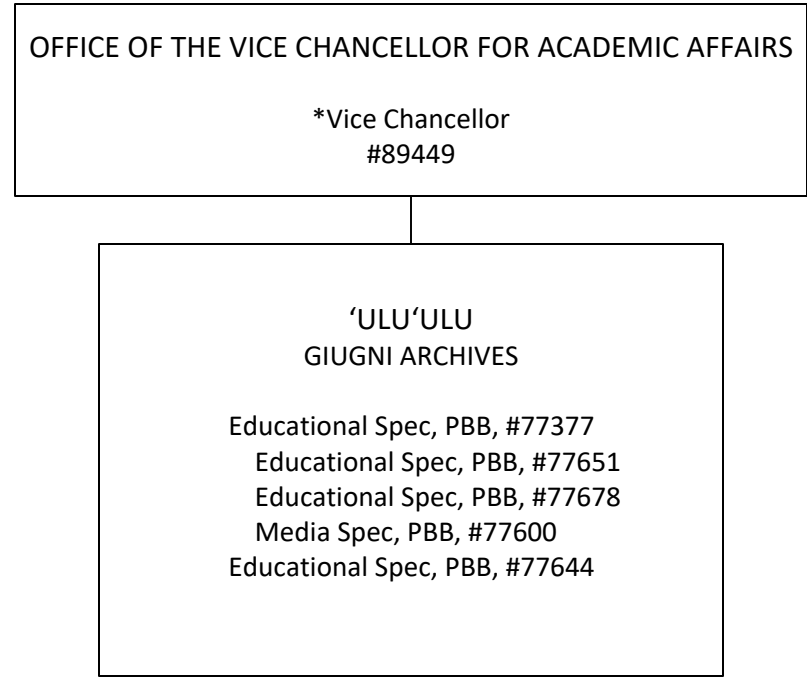 OFFICE OF THE VICE CHANCELLOR FOR ACADEMIC AFFAIRS
*Vice Chancellor
#89449
‘ULU‘ULU
GIUGNI ARCHIVES
Educational Spec, PBB, #77377
Educational Spec, PBB, #77651
Educational Spec, PBB, #77678
Media Spec, PBB, #77600
Educational Spec, PBB, #77644